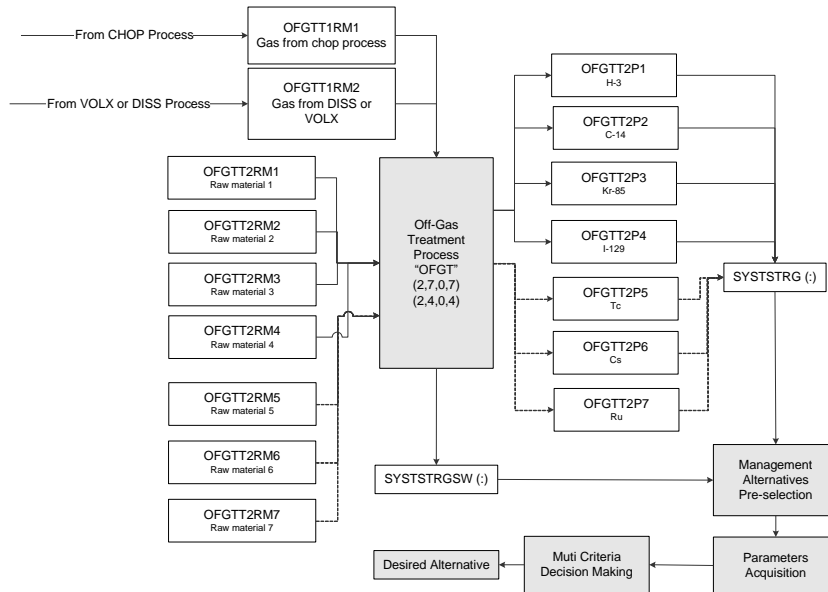 From CHOP Process
OFGTT1RM1
Gas from chop process
From VOLX or DISS Process
OFGTT1RM2
Gas from DISS or
VOLX
OFGTT2RM1
Raw material 1
OFGTT2RM2
Raw material 2
OFGTT2RM3
Raw material 3
OFGTT2RM4
Raw material 4
OFGTT2RM5
Raw material 5
OFGTT2RM6
Raw material 6
OFGTT2RM7
Raw material 7
Off-Gas
Treatment
Process
“OFGT”
(2,7,0,7)
(2,4,0,4)
OFGTT2P1
H-3
OFGTT2P2
C-14
OFGTT2P3
Kr-85
OFGTT2P4
I-129
OFGTT2P5
Tc
OFGTT2P6
Cs
OFGTT2P7
Ru
SYSTSTRG (:)
SYSTSTRGSW (:)
Management
Alternatives
Pre-selection
Parameters
Acquisition
Muti Criteria
Decision Making
Desired Alternative